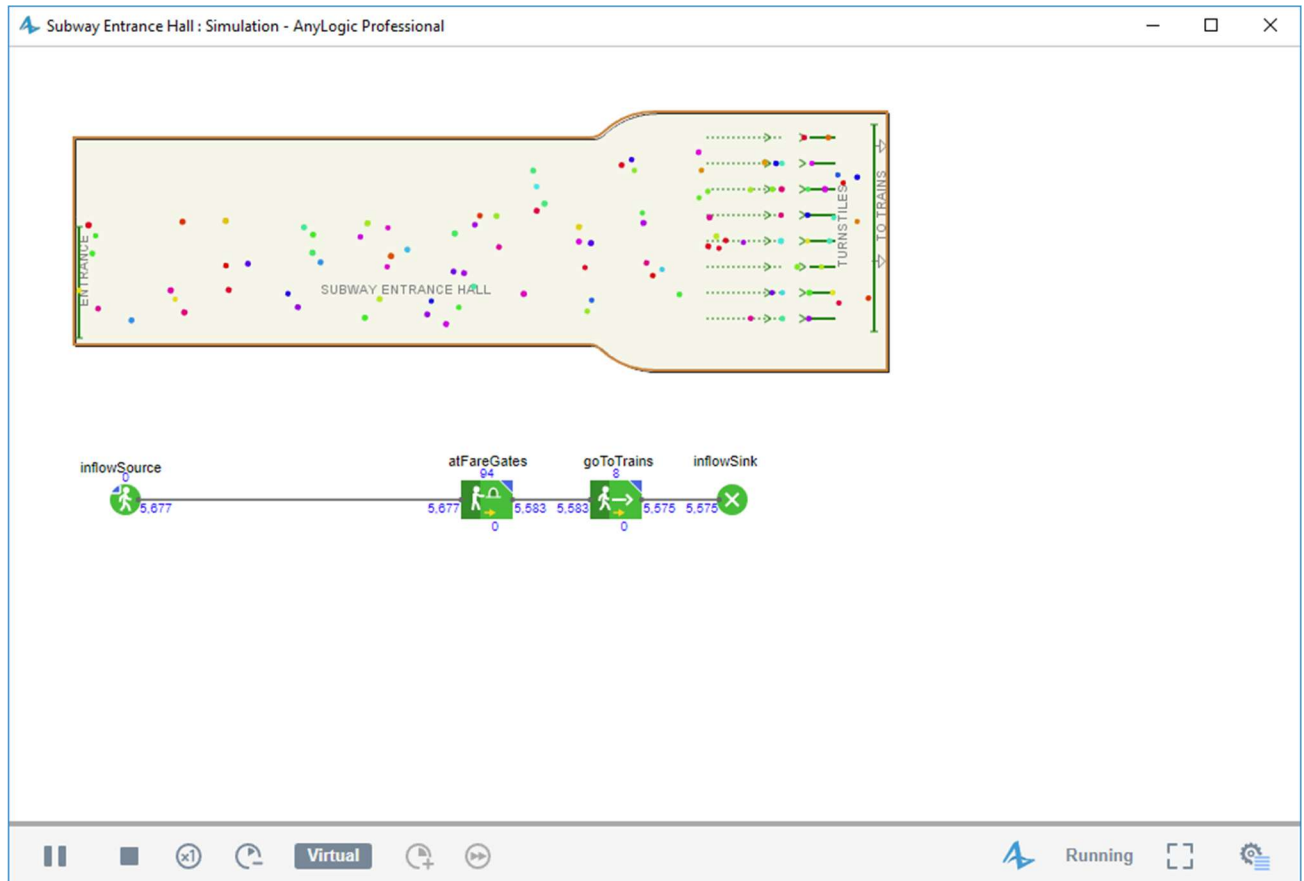 Subway Entrance Hall : Simulation - AnyLogic Professional
ENTRANCE
SUBWAY ENTRANCE HALL
TURNSTILES
TO TRAINS
inflowSource
atFareGates
goToTrains
inflowSink
0
94
8
5,677
5,677
5,583
5,583
5,575
5,575
0
0
x1
Virtual
Running